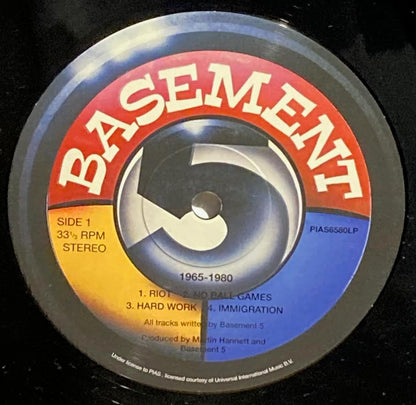 BASEMENT
5
SIDE 1
33⅓ RPM
STEREO
PIAS6580LP
1965-1980
1. RIOT 2. NO BALL GAMES
3. HARD WORK 4. IMMIGRATION
All tracks written by Basement 5
Produced by Martin Hannett and
Basement 5
Under license to PIAS, licensed courtesy of Universal International Music B.V.